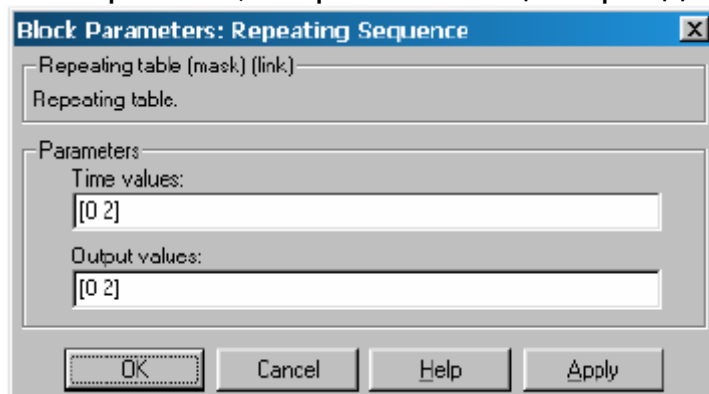 Block Parameters: Repeating Sequence
Repeating table (mask) (link)
Repeating table.
Parameters
Time values:
[0 2]
Output values:
[0 2]
OK Cancel Help Apply